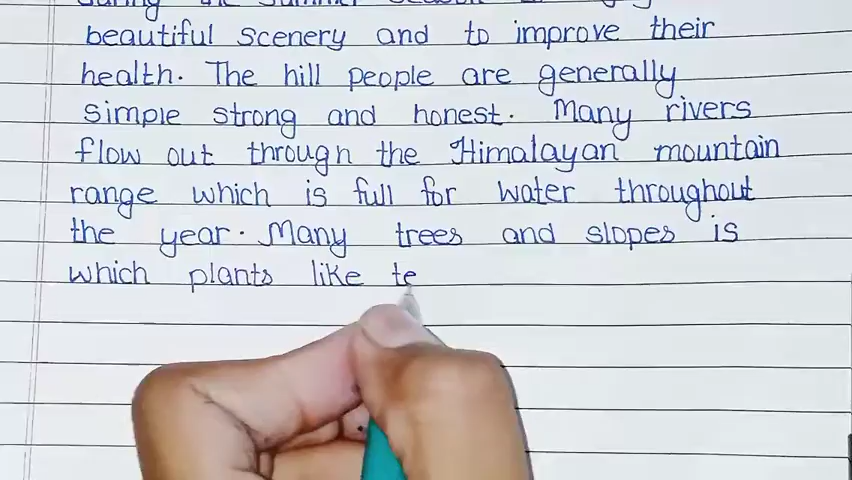 beautiful scenery and to improve their
health. The hill people are generally
simple strong and honest. Many rivers
flow out through the Himalayan mountain
range which is full for water throughout
the year. Many trees and slopes is
which plants like te